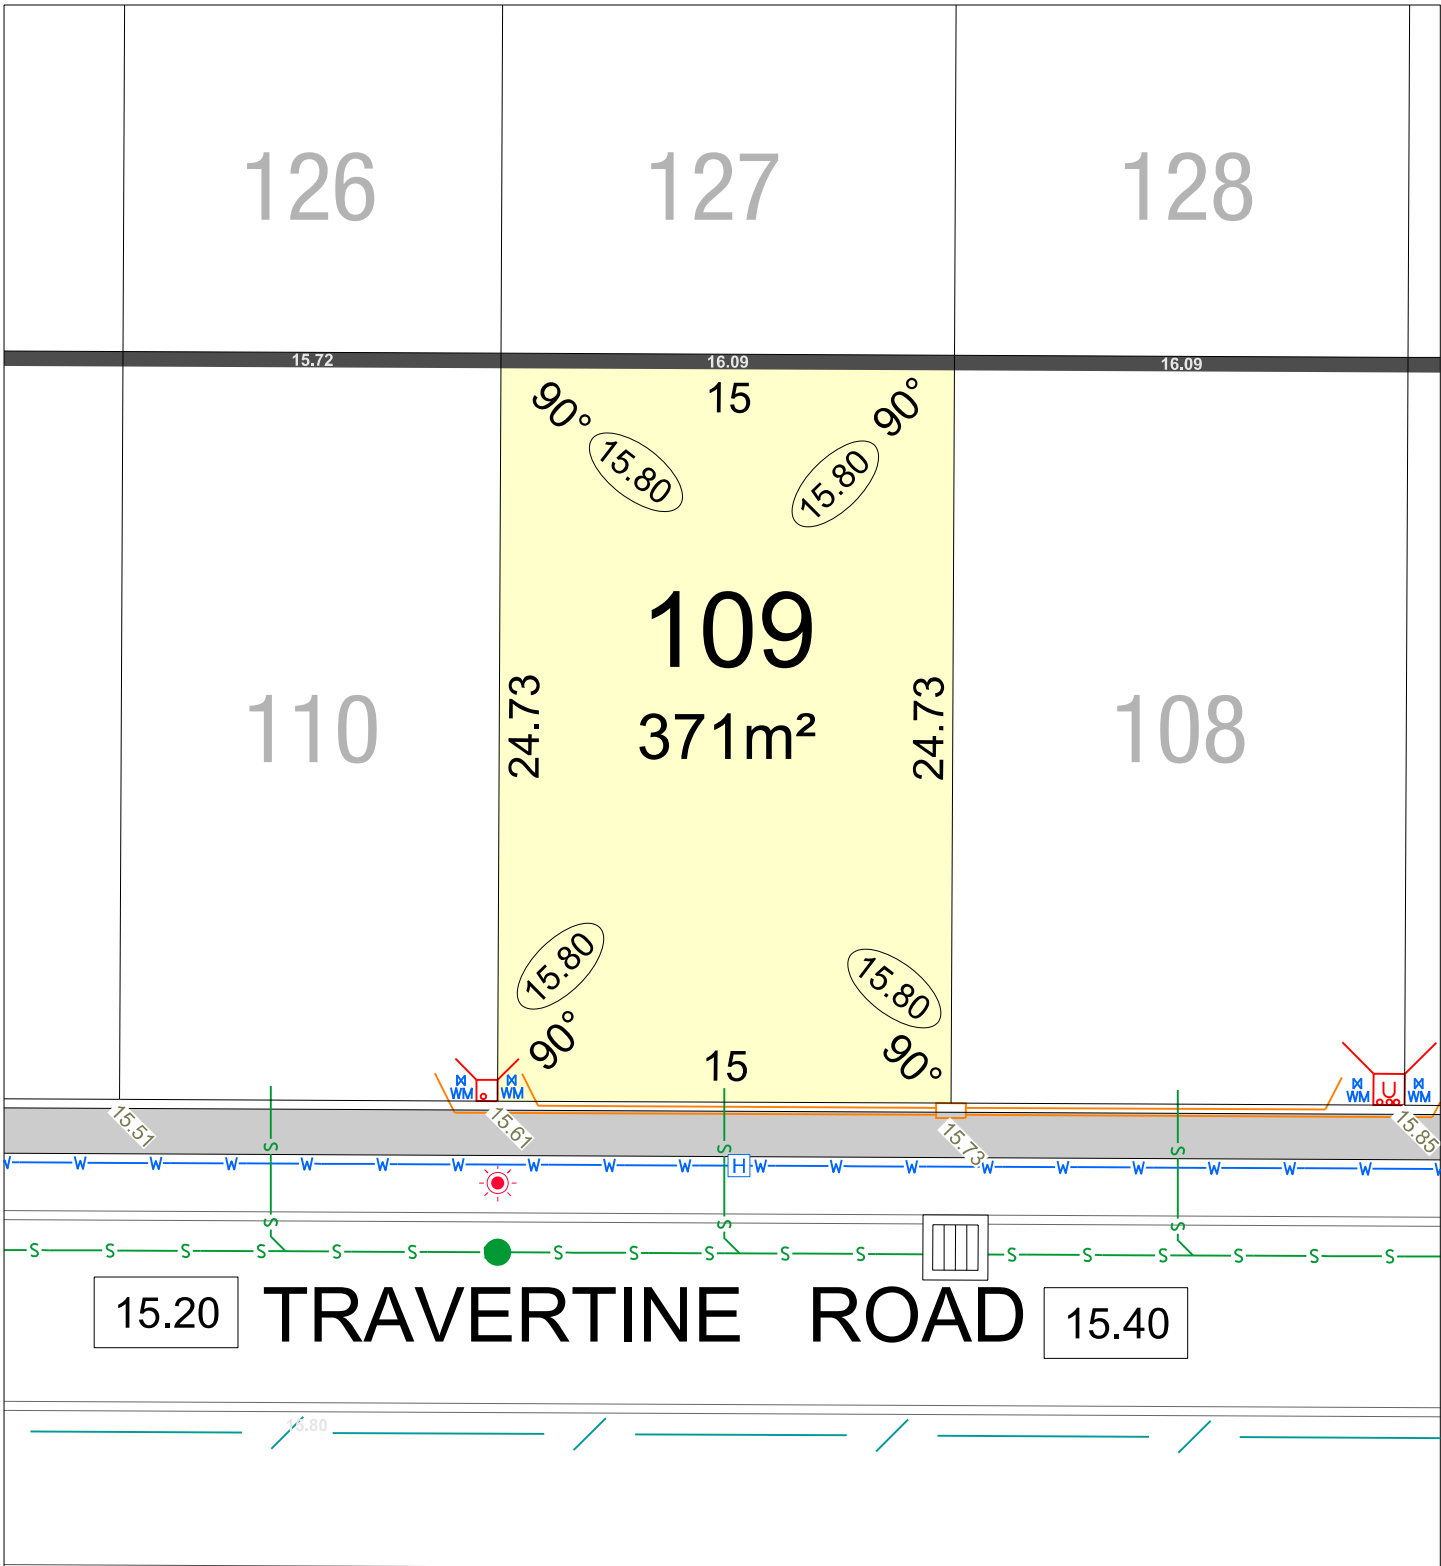 126 127 128
15.72 16.09 16.09
15
90° 90°
15.80 15.80
109
110 24.73 371m² 24.73 108
15.80 15.80
90° 90°
15
WM WM WM U WM
15.51 15.61 15.73 15.85
S S S
W W W W W W W W W W H W W W W W W W W W W
S S S
S S S S S S S S S S S S S S S S S S
15.20 TRAVERTINE ROAD 15.40
15.80